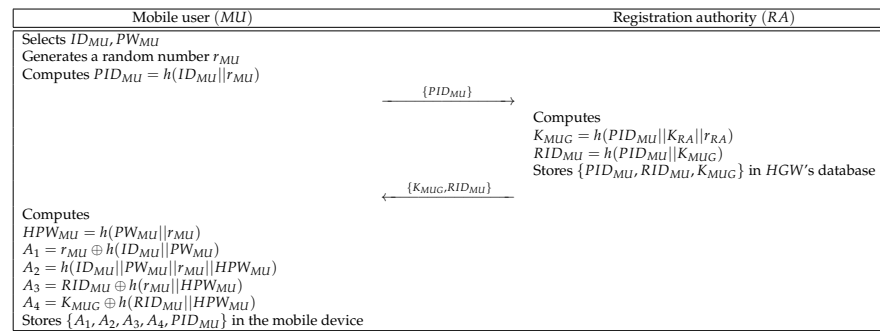 Mobile user (MU) Registration authority (RA)
Selects ID_MU, PW_MU
Generates a random number r_MU
Computes PID_MU = h(ID_MU||r_MU)
{PID_MU}
Computes
K_MUG = h(PID_MU||K_RA||r_RA)
RID_MU = h(PID_MU||K_MUG)
Stores {PID_MU, RID_MU, K_MUG} in HGW's database
{K_MUG,RID_MU}
Computes
HPW_MU = h(PW_MU||r_MU)
A_1 = r_MU ⊕ h(ID_MU||PW_MU)
A_2 = h(ID_MU||PW_MU||r_MU||HPW_MU)
A_3 = RID_MU ⊕ h(r_MU||HPW_MU)
A_4 = K_MUG ⊕ h(RID_MU||HPW_MU)
Stores {A_1, A_2, A_3, A_4, PID_MU} in the mobile device